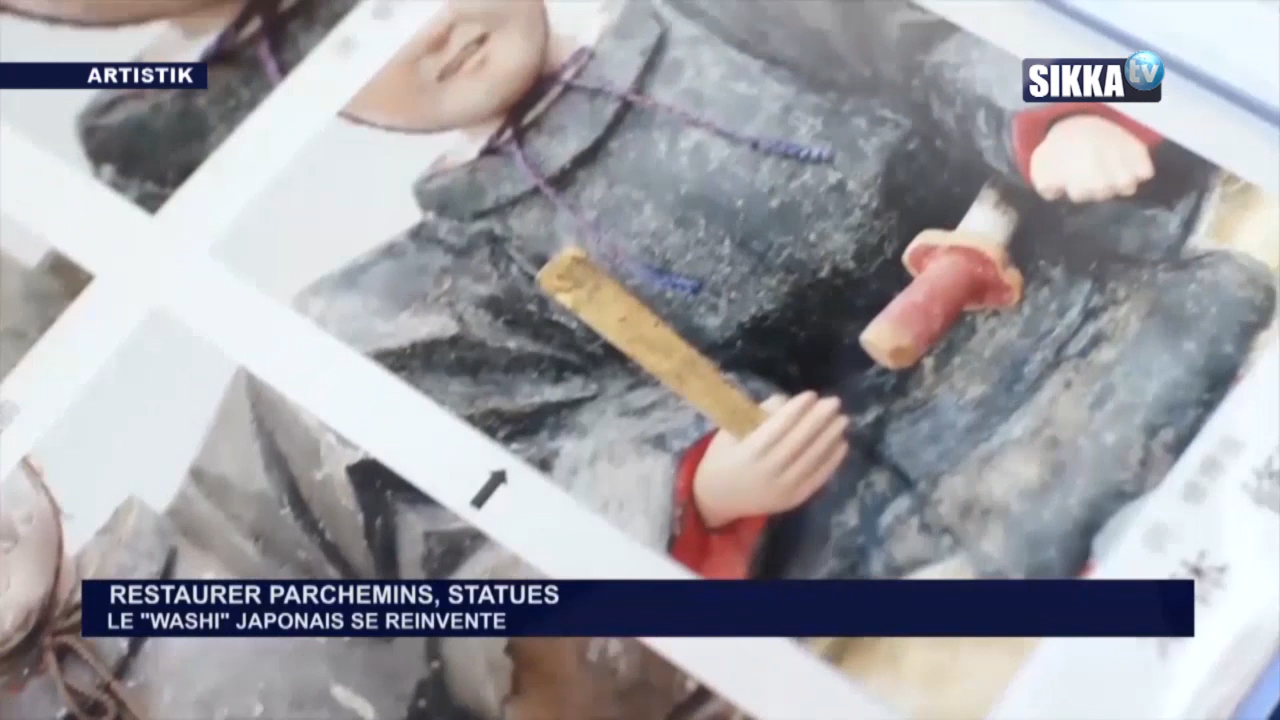 ARTISTIK
SIKKA tv
RESTAURER PARCHEMINS, STATUES
LE "WASHI" JAPONAIS SE REINVENTE